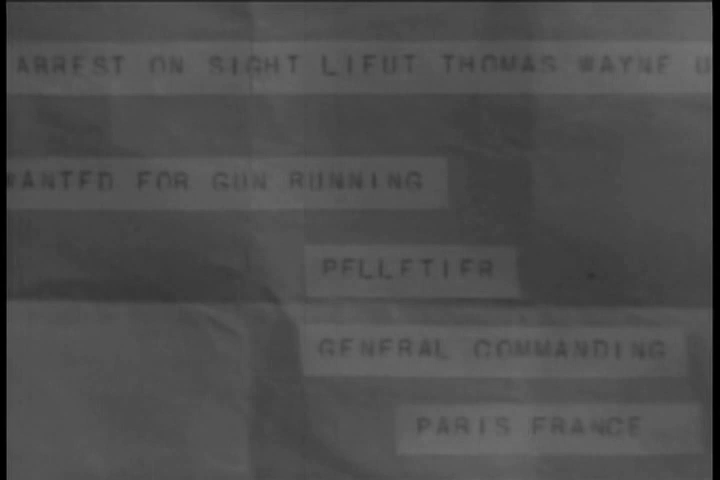 ARREST ON SIGHT LIEUT THOMAS WAYNE U
WANTED FOR GUN RUNNING
PELLETIER
GENERAL COMMANDING
PARIS FRANCE